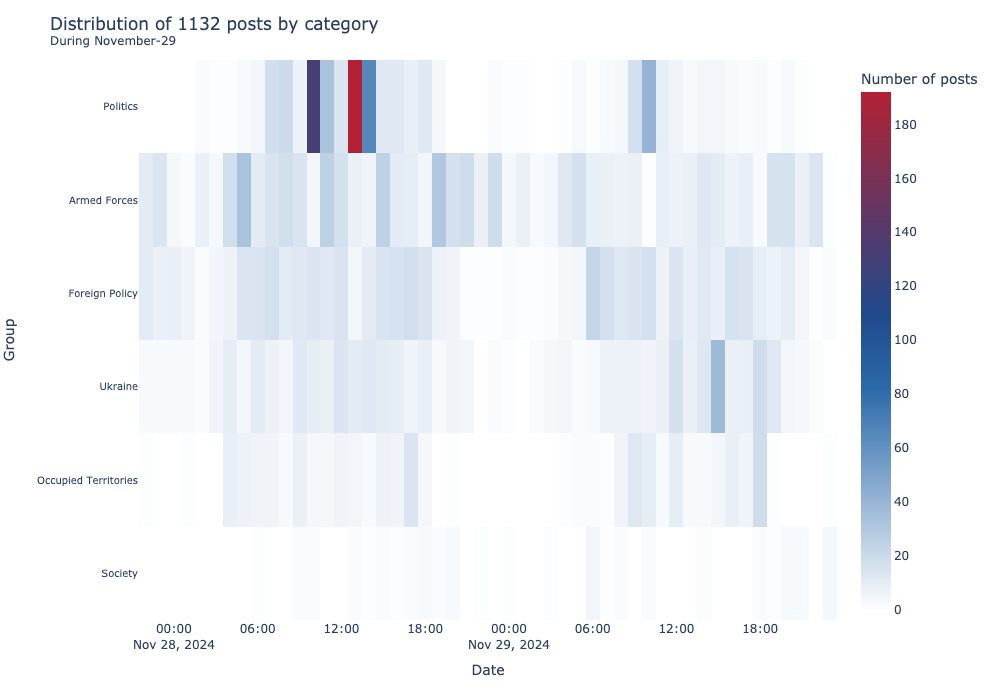 Distribution of 1132 posts by category
During November-29
Number of posts
Politics
Armed Forces
Foreign Policy
Ukraine
Occupied Territories
Society
Group
180
160
140
120
100
80
60
40
20
0
00:00
Nov 28, 2024
06:00
12:00
18:00
00:00
Nov 29, 2024
06:00
12:00
18:00
Date